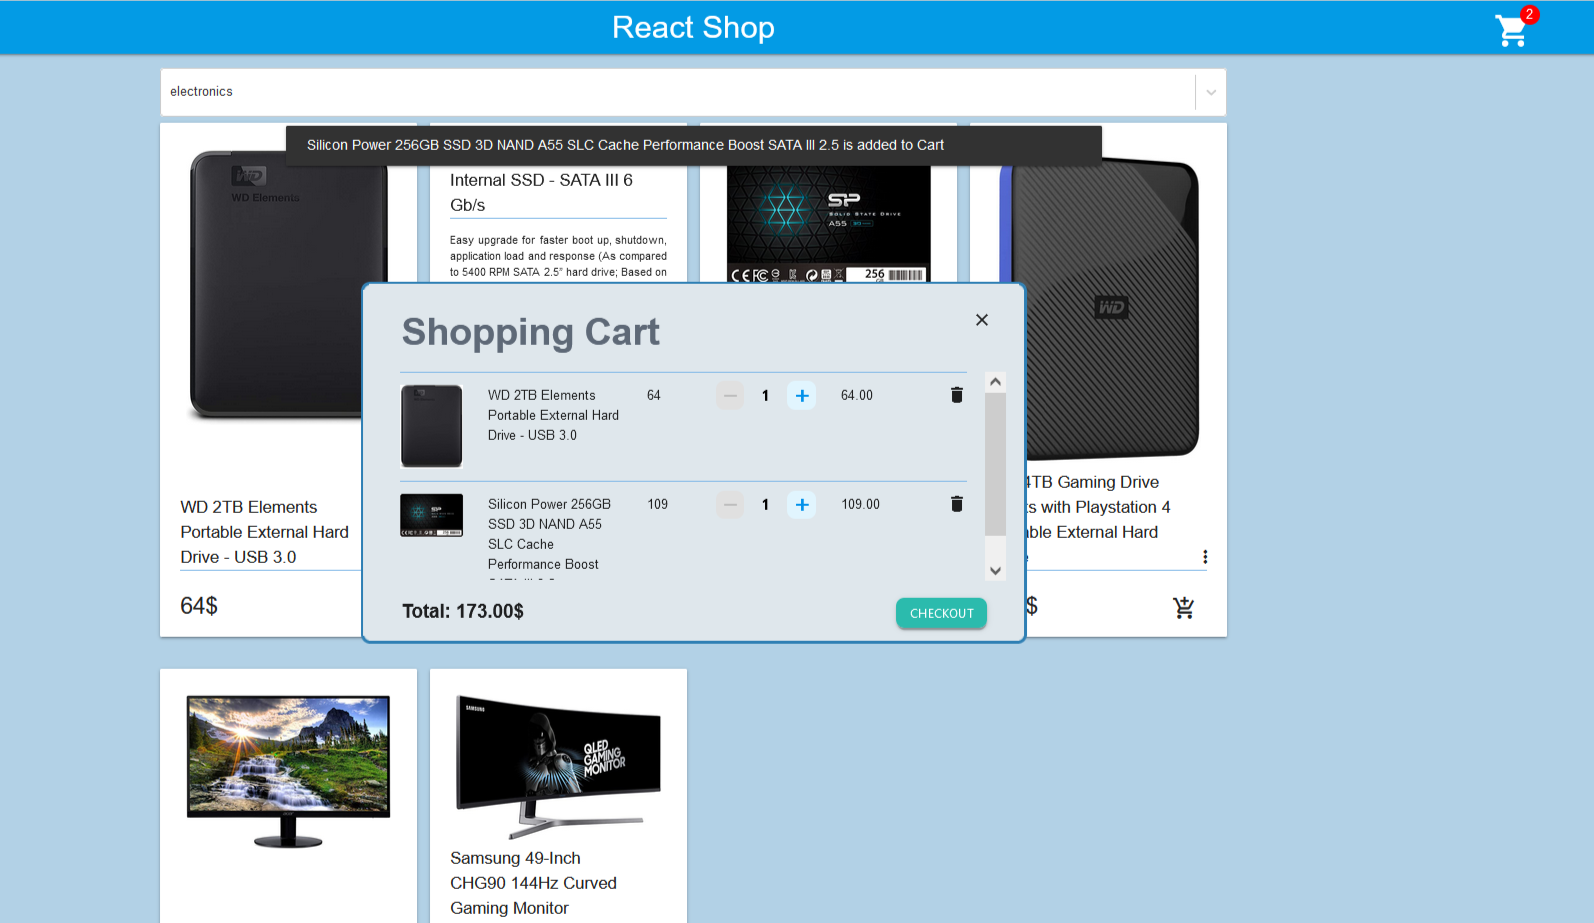 React Shop
2
electronics
Silicon Power 256GB SSD 3D NAND A55 SLC Cache Performance Boost SATA III 2.5 is added to Cart
WD
WD Elements
Internal SSD - SATA III 6
Gb/s
Easy upgrade for faster boot up, shutdown,
application load and response (As compared
to 5400 RPM SATA 2.5” hard drive; Based on
SP
SOLID STATE DRIVE
A55
256
WD
Shopping Cart
WD 2TB Elements
Portable External Hard
Drive - USB 3.0
64
1
64.00
Silicon Power 256GB
SSD 3D NAND A55
SLC Cache
Performance Boost
109
1
109.00
Total: 173.00$
CHECKOUT
WD 2TB Elements
Portable External Hard
Drive - USB 3.0
64$
4TB Gaming Drive
s with Playstation 4
ble External Hard
$
SAMSUNG
QLED
GAMING
MONITOR
Samsung 49-Inch
CHG90 144Hz Curved
Gaming Monitor